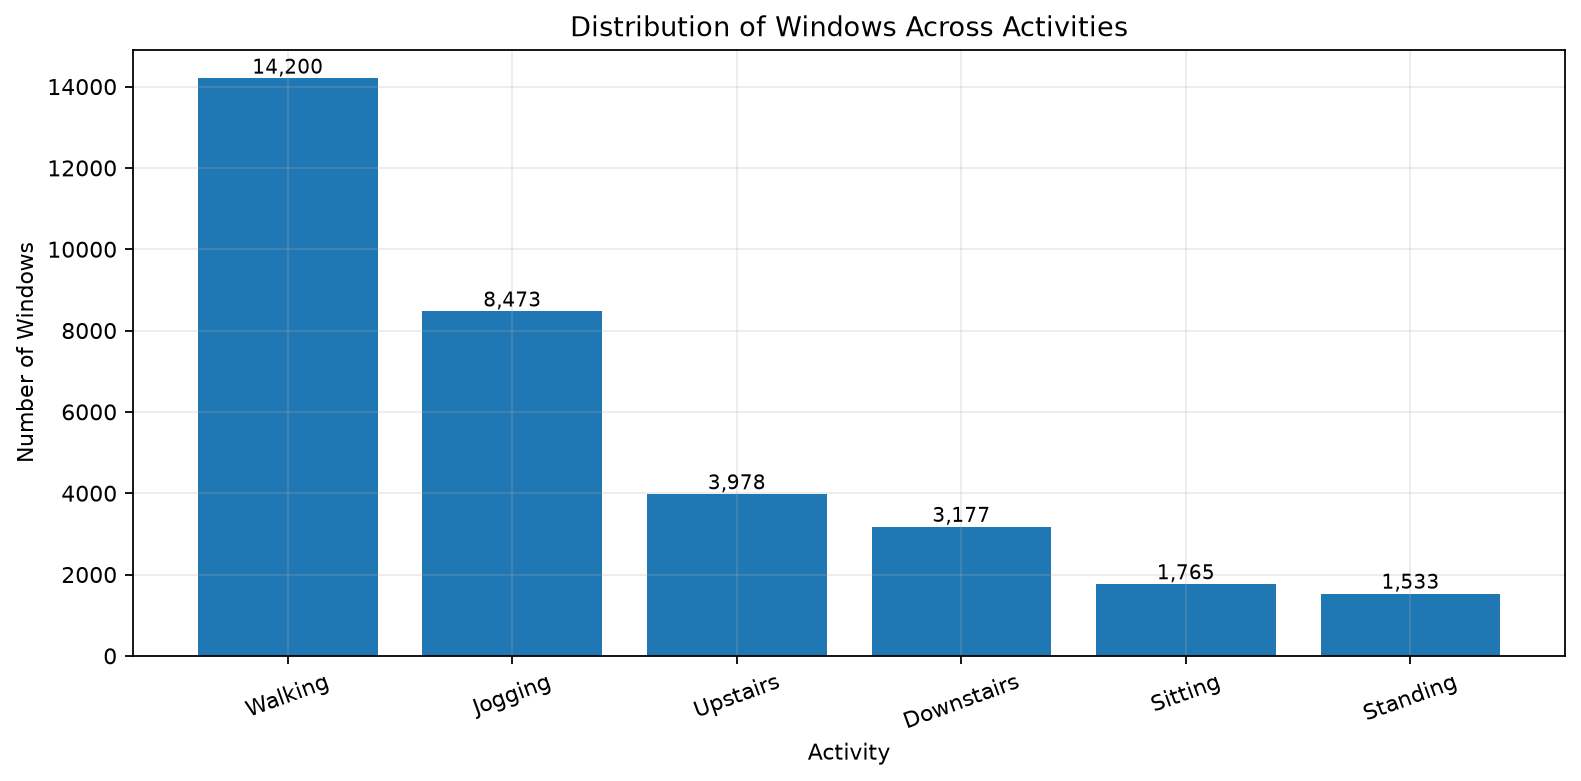 Distribution of Windows Across Activities
Number of Windows
14000
12000
10000
8000
6000
4000
2000
0
14,200
8,473
3,978
3,177
1,765
1,533
Walking
Jogging
Upstairs
Downstairs
Sitting
Standing
Activity